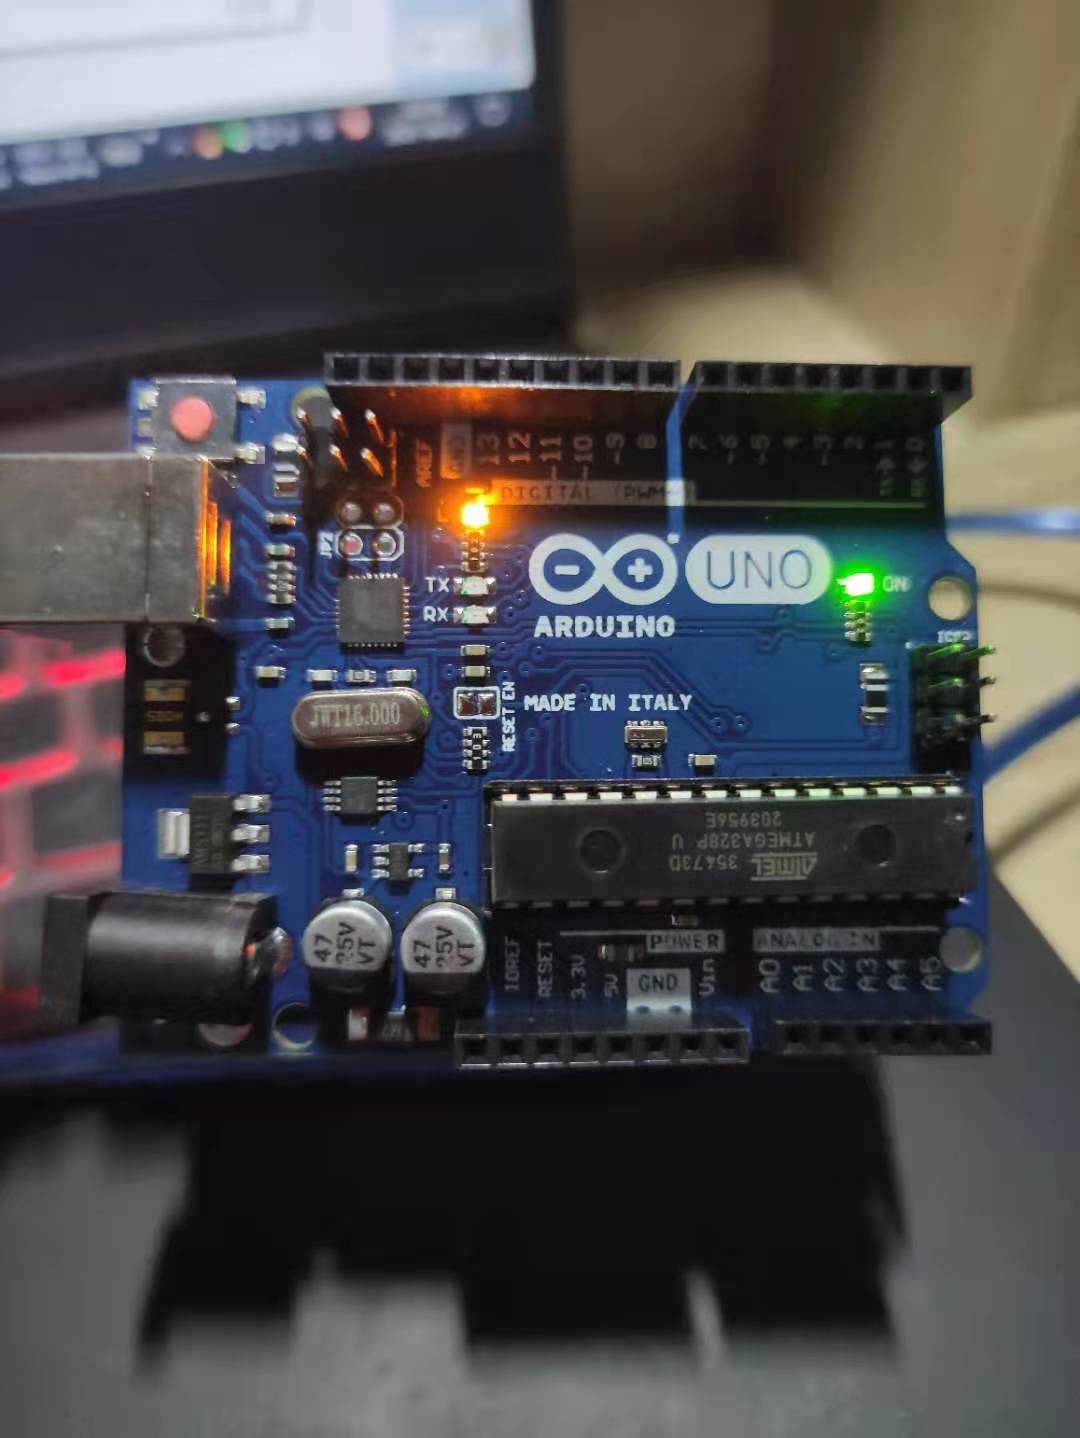 AREF
GND
13
12
~11
~10
~9
8
7
~6
~5
4
~3
2
TX→1
RX←0
DIGITAL (PWM~)
JP2
TX
RX
UNO
ON
ARDUINO
ICSP
JWT16.000
RESET EN
MADE IN ITALY
ATMEL
35473D
ATMEGA328P U
203956E
47
25V
VT
47
25V
VT
IOREF
RESET
3.3V
5V
GND
Vin
POWER
ANALOG IN
A0
A1
A2
A3
A4
A5